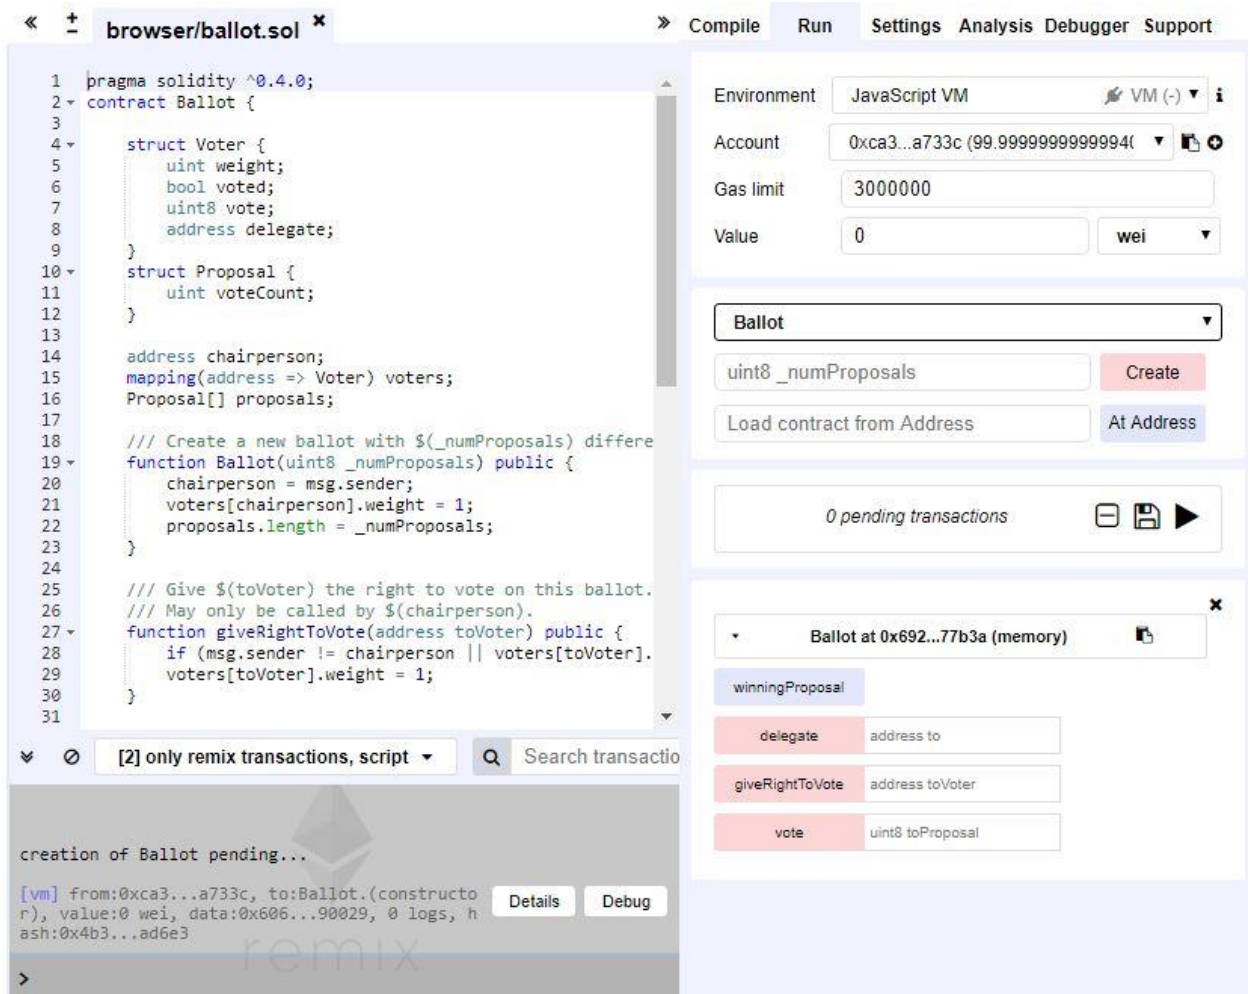 browser/ballot.sol
1 pragma solidity ^0.4.0;
2 contract Ballot {
3
4 struct Voter {
5 uint weight;
6 bool voted;
7 uint8 vote;
8 address delegate;
9 }
10 struct Proposal {
11 uint voteCount;
12 }
13
14 address chairperson;
15 mapping(address => Voter) voters;
16 Proposal[] proposals;
17
18 /// Create a new ballot with $(_numProposals) differe
19 function Ballot(uint8 _numProposals) public {
20 chairperson = msg.sender;
21 voters[chairperson].weight = 1;
22 proposals.length = _numProposals;
23 }
24
25 /// Give $(toVoter) the right to vote on this ballot.
26 /// May only be called by $(chairperson).
27 function giveRightToVote(address toVoter) public {
28 if (msg.sender != chairperson || voters[toVoter].
29 voters[toVoter].weight = 1;
30 }
31
[2] only remix transactions, script
Search transactio
creation of Ballot pending...
[vm] from:0xca3...a733c, to:Ballot.(constructo
r), value:0 wei, data:0x606...90029, 0 logs, h
ash:0x4b3...ad6e3
Details Debug
remix
>
Compile Run Settings Analysis Debugger Support
Environment JavaScript VM VM (-)
Account 0xca3...a733c (99.9999999999940
Gas limit 3000000
Value 0 wei
Ballot
uint8 _numProposals Create
Load contract from Address At Address
0 pending transactions
Ballot at 0x692...77b3a (memory)
winningProposal
delegate address to
giveRightToVote address toVoter
vote uint8 toProposal